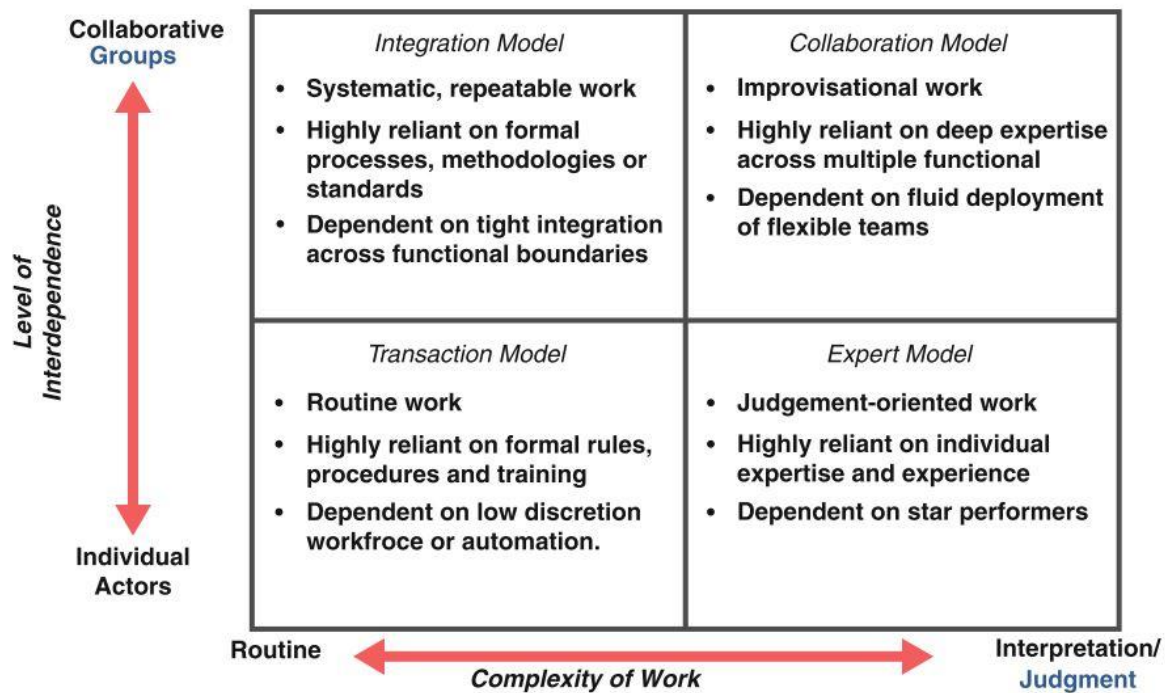 Collaborative
Groups
Level of
Interdependence
Individual
Actors
Integration Model
• Systematic, repeatable work
• Highly reliant on formal
processes, methodologies or
standards
• Dependent on tight integration
across functional boundaries
Collaboration Model
• Improvisational work
• Highly reliant on deep expertise
across multiple functional
• Dependent on fluid deployment
of flexible teams
Transaction Model
• Routine work
• Highly reliant on formal rules,
procedures and training
• Dependent on low discretion
workfroce or automation.
Expert Model
• Judgement-oriented work
• Highly reliant on individual
expertise and experience
• Dependent on star performers
Routine
Complexity of Work
Interpretation/
Judgment